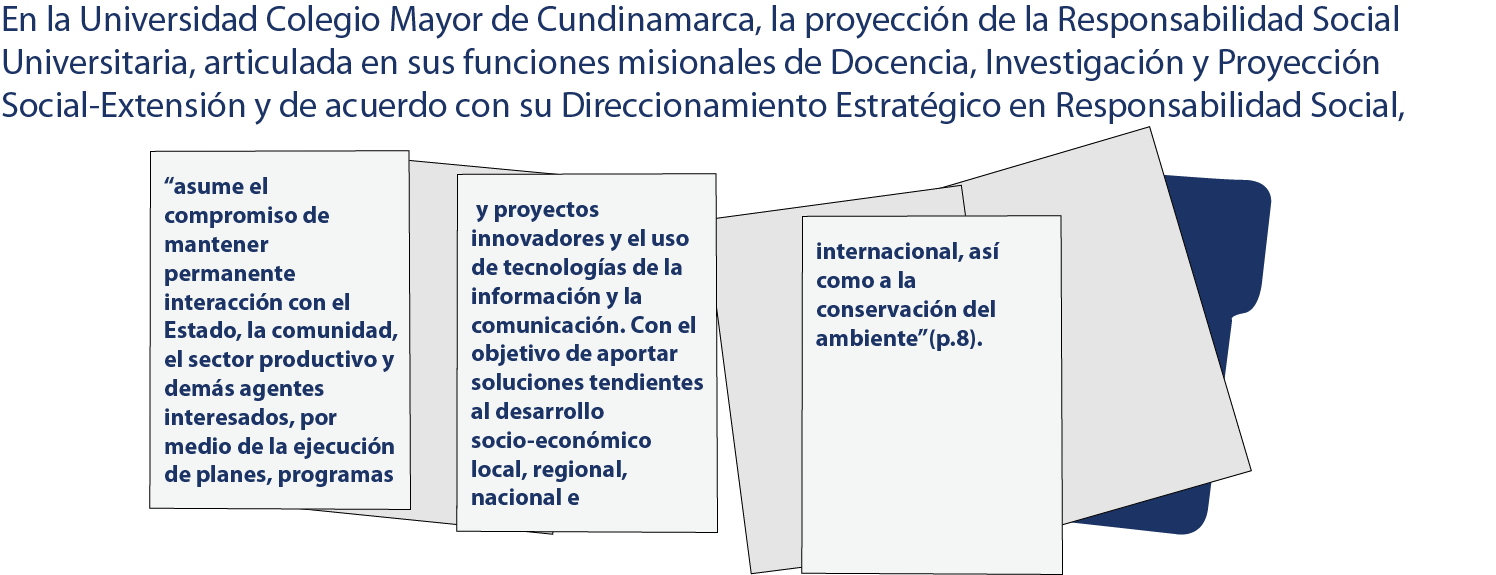 En la Universidad Colegio Mayor de Cundinamarca, la proyección de la Responsabilidad Social
Universitaria, articulada en sus funciones misionales de Docencia, Investigación y Proyección
Social-Extensión y de acuerdo con su Direccionamiento Estratégico en Responsabilidad Social,
“asume el
compromiso de
mantener
permanente
interacción con el
Estado, la comunidad,
el sector productivo y
demás agentes
interesados, por
medio de la ejecución
de planes, programas
y proyectos
innovadores y el uso
de tecnologías de la
información y la
comunicación. Con el
objetivo de aportar
soluciones tendientes
al desarrollo
socio-económico
local, regional,
nacional e
internacional, así
como a la
conservación del
ambiente”(p.8).